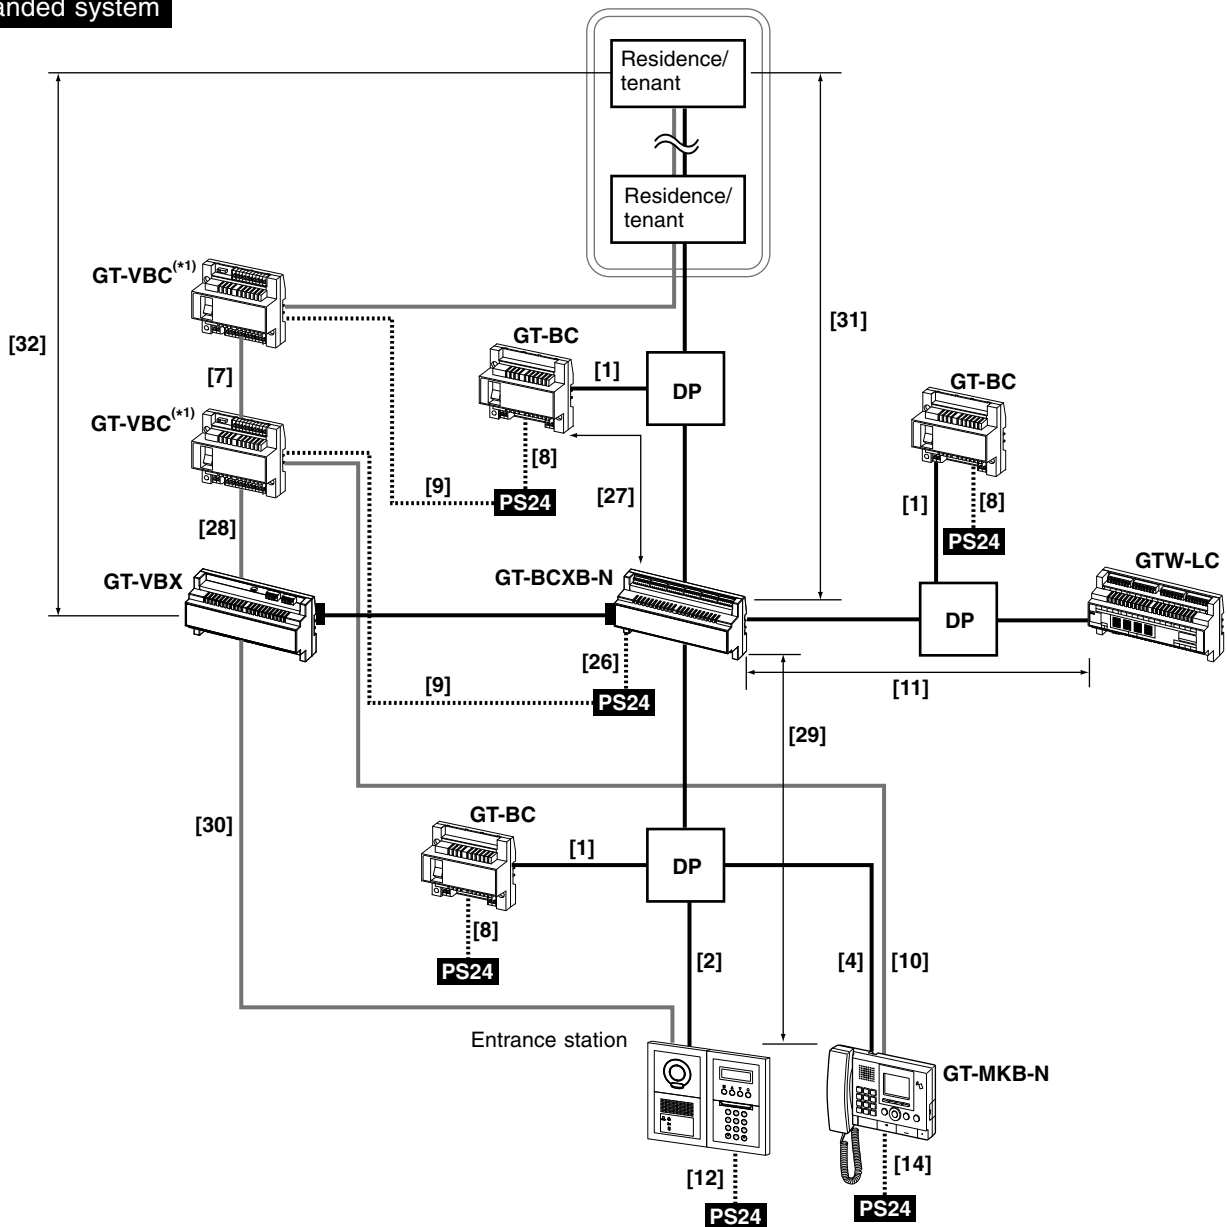 system
Residence/
tenant
Residence/
tenant
GT-VBC(*1)
[32]
[31]
GT-BC
[1]
DP
[7]
GT-BC
GT-VBC(*1)
[8]
[9]
PS24
[27]
[1]
[8]
PS24
[28]
GT-VBX
GT-BCXB-N
GTW-LC
DP
[26]
[9]
PS24
[11]
[29]
GT-BC
[30]
[1]
DP
[8]
PS24
[2]
[4]
[10]
Entrance station
GT-MKB-N
[12]
PS24
[14]
PS24